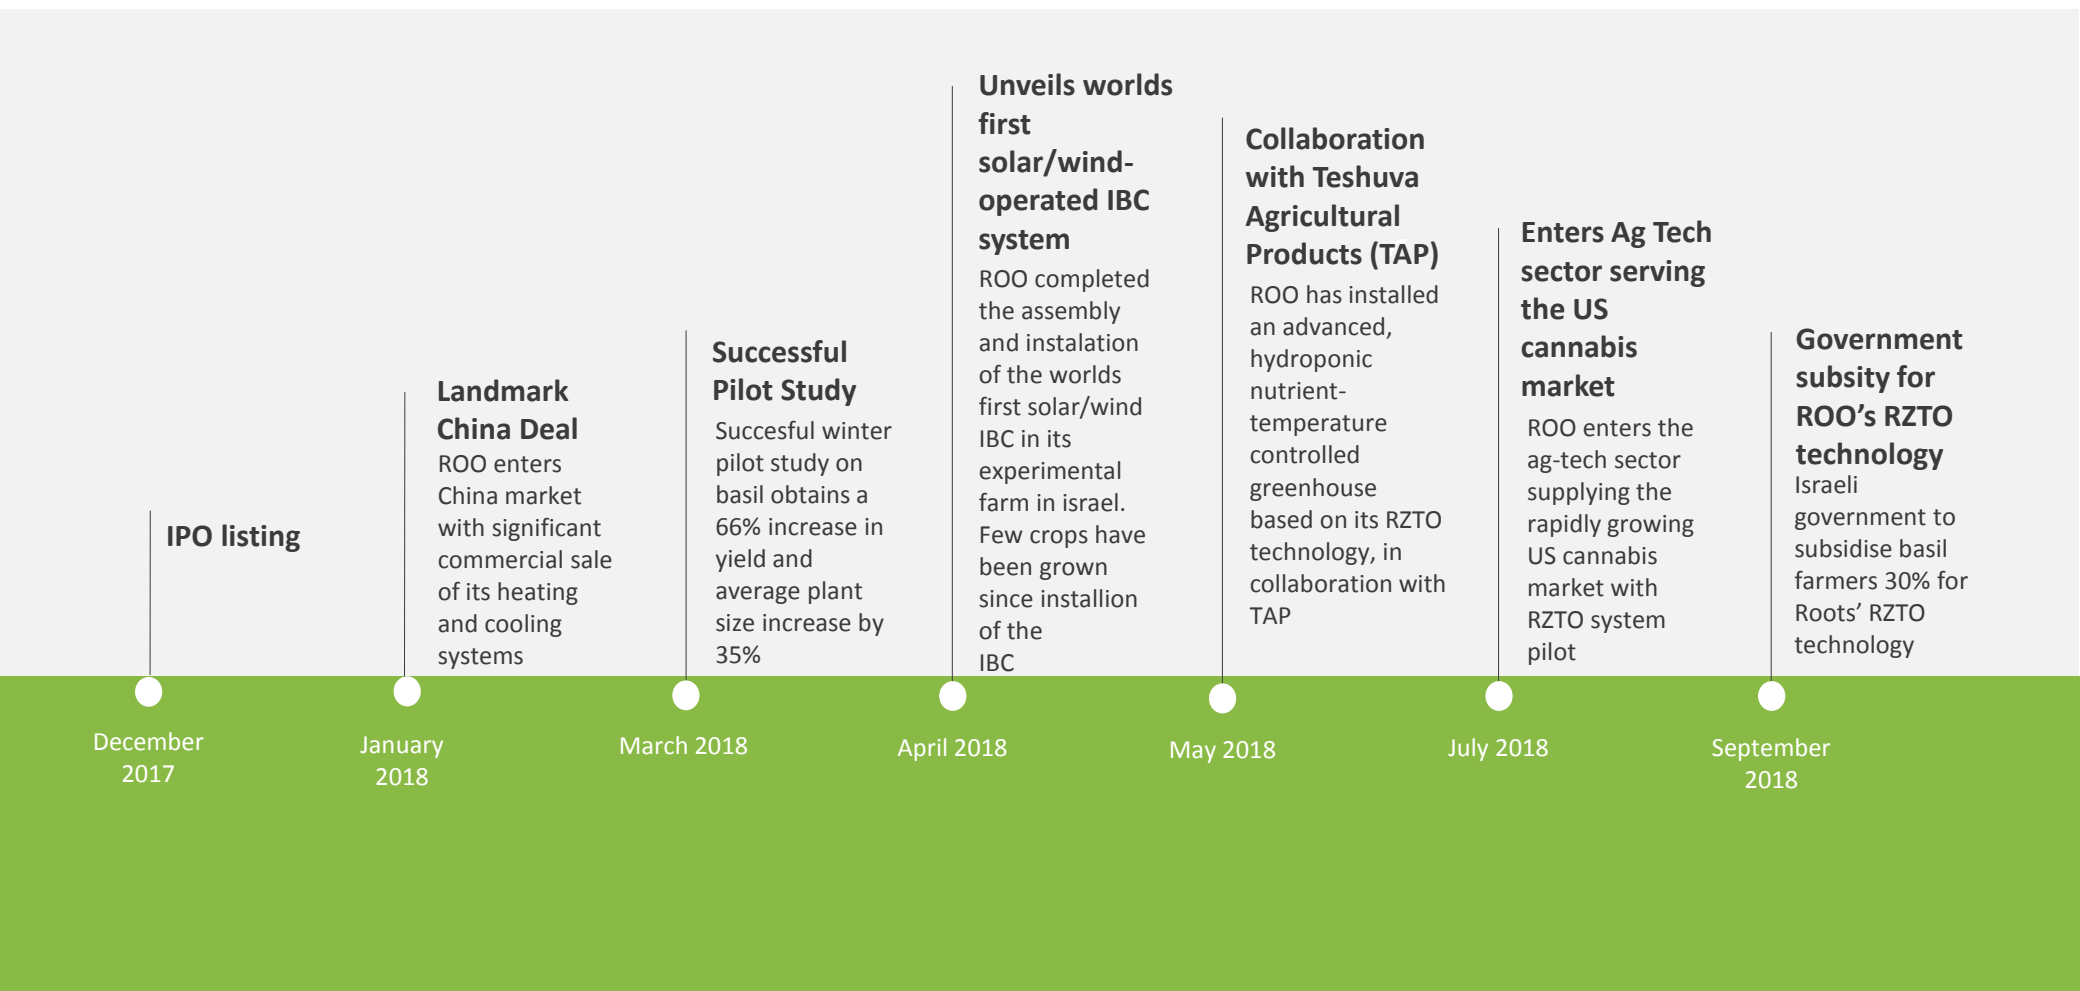 IPO listing
December
2017
Landmark
China Deal
ROO enters
China market
with significant
commercial sale
of its heating
and cooling
systems
January
2018
Successful
Pilot Study
Succesful winter
pilot study on
basil obtains a
66% increase in
yield and
average plant
size increase by
35%
March 2018
Unveils worlds
first
solar/wind-
operated IBC
system
ROO completed
the assembly
and instalation
of the worlds
first solar/wind
IBC in its
experimental
farm in israel.
Few crops have
been grown
since installion
of the
IBC
April 2018
Collaboration
with Teshuva
Agricultural
Products (TAP)
ROO has installed
an advanced,
hydroponic
nutrient-
temperature
controlled
greenhouse
based on its RZTO
technology, in
collaboration with
TAP
May 2018
Enters Ag Tech
sector serving
the US
cannabis
market
ROO enters the
ag-tech sector
supplying the
rapidly growing
US cannabis
market with
RZTO system
pilot
July 2018
Government
subsity for
ROO’s RZTO
technology
Israeli
government to
subsidise basil
farmers 30% for
Roots’ RZTO
technology
September
2018